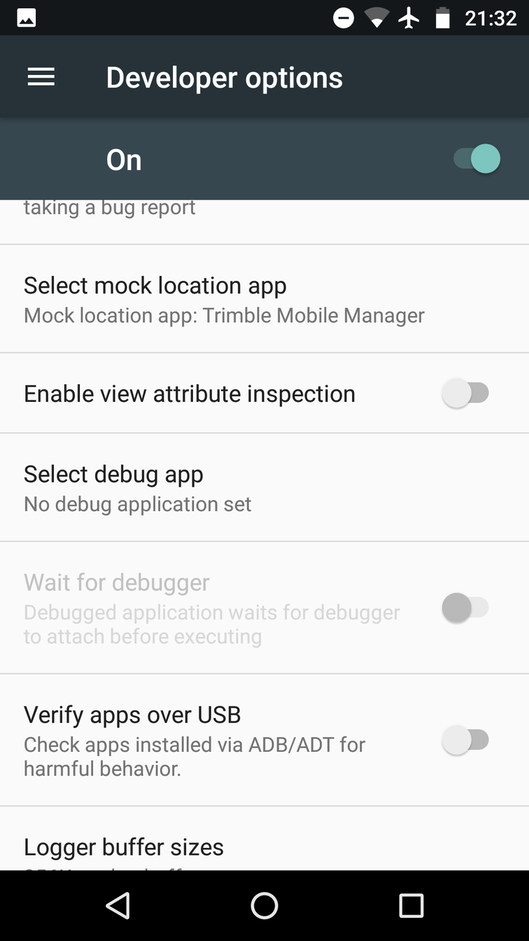 21:32
Developer options
On
taking a bug report
Select mock location app
Mock location app: Trimble Mobile Manager
Enable view attribute inspection
Select debug app
No debug application set
Wait for debugger
Debugged application waits for debugger
to attach before executing
Verify apps over USB
Check apps installed via ADB/ADT for
harmful behavior.
Logger buffer sizes